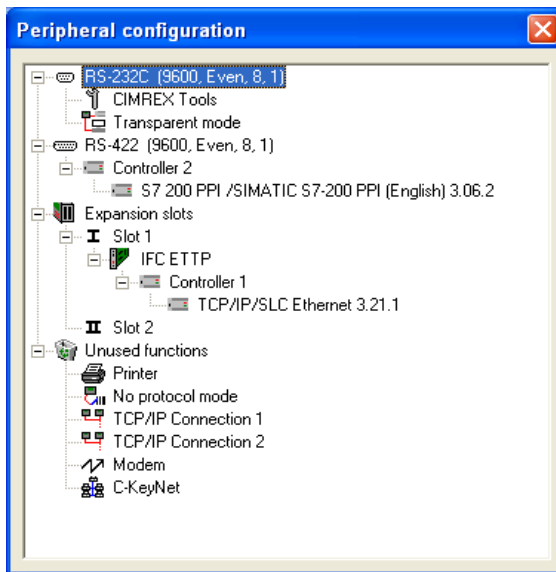 Peripheral configuration
RS-232C (9600, Even, 8, 1)
CIMREX Tools
Transparent mode
RS-422 (9600, Even, 8, 1)
Controller 2
S7 200 PPI /SIMATIC S7-200 PPI (English) 3.06.2
Expansion slots
I Slot 1
IFC ETTP
Controller 1
TCP/IP/SLC Ethernet 3.21.1
II Slot 2
Unused functions
Printer
No protocol mode
TCP/IP Connection 1
TCP/IP Connection 2
Modem
C-KeyNet